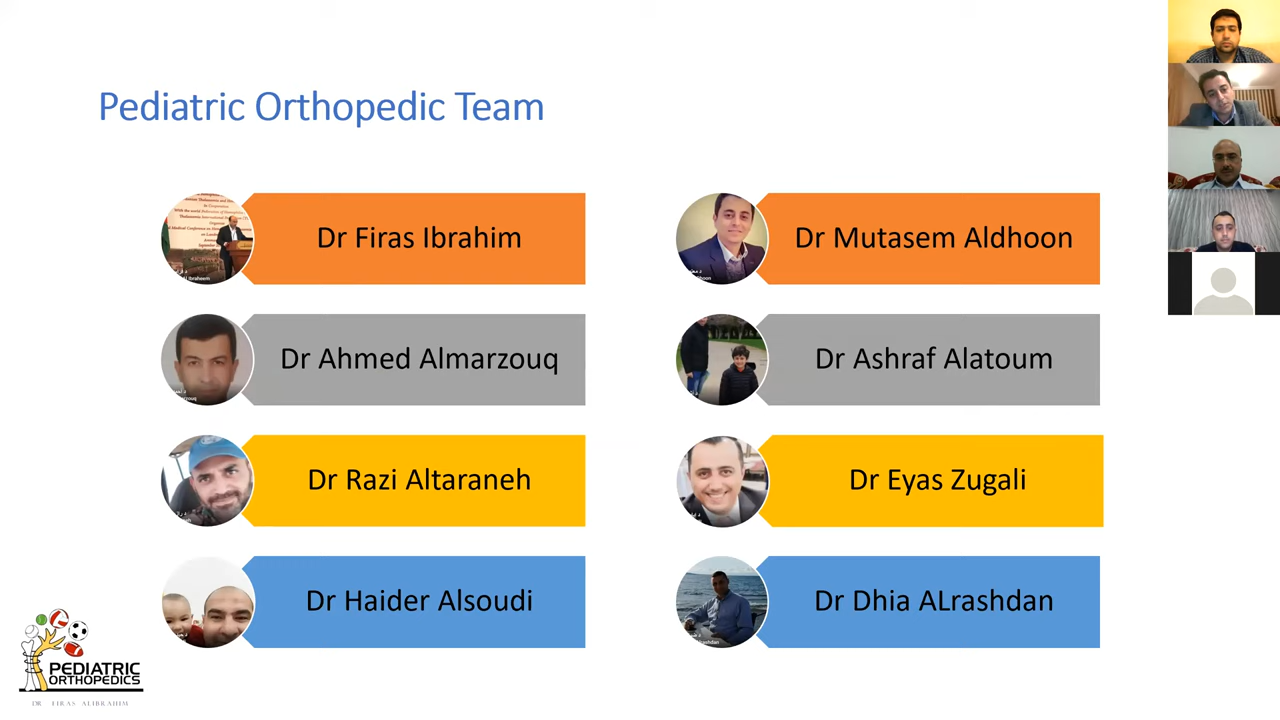 Pediatric Orthopedic Team
Dr Firas Ibrahim
Dr Mutasem Aldhoon
Dr Ahmed Almarzouq
Dr Ashraf Alatoum
Dr Razi Altaraneh
Dr Eyas Zugali
Dr Haider Alsoudi
Dr Dhia ALrashdan
PEDIATRIC
ORTHOPEDICS
DR FIRAS ALIBRAHIM